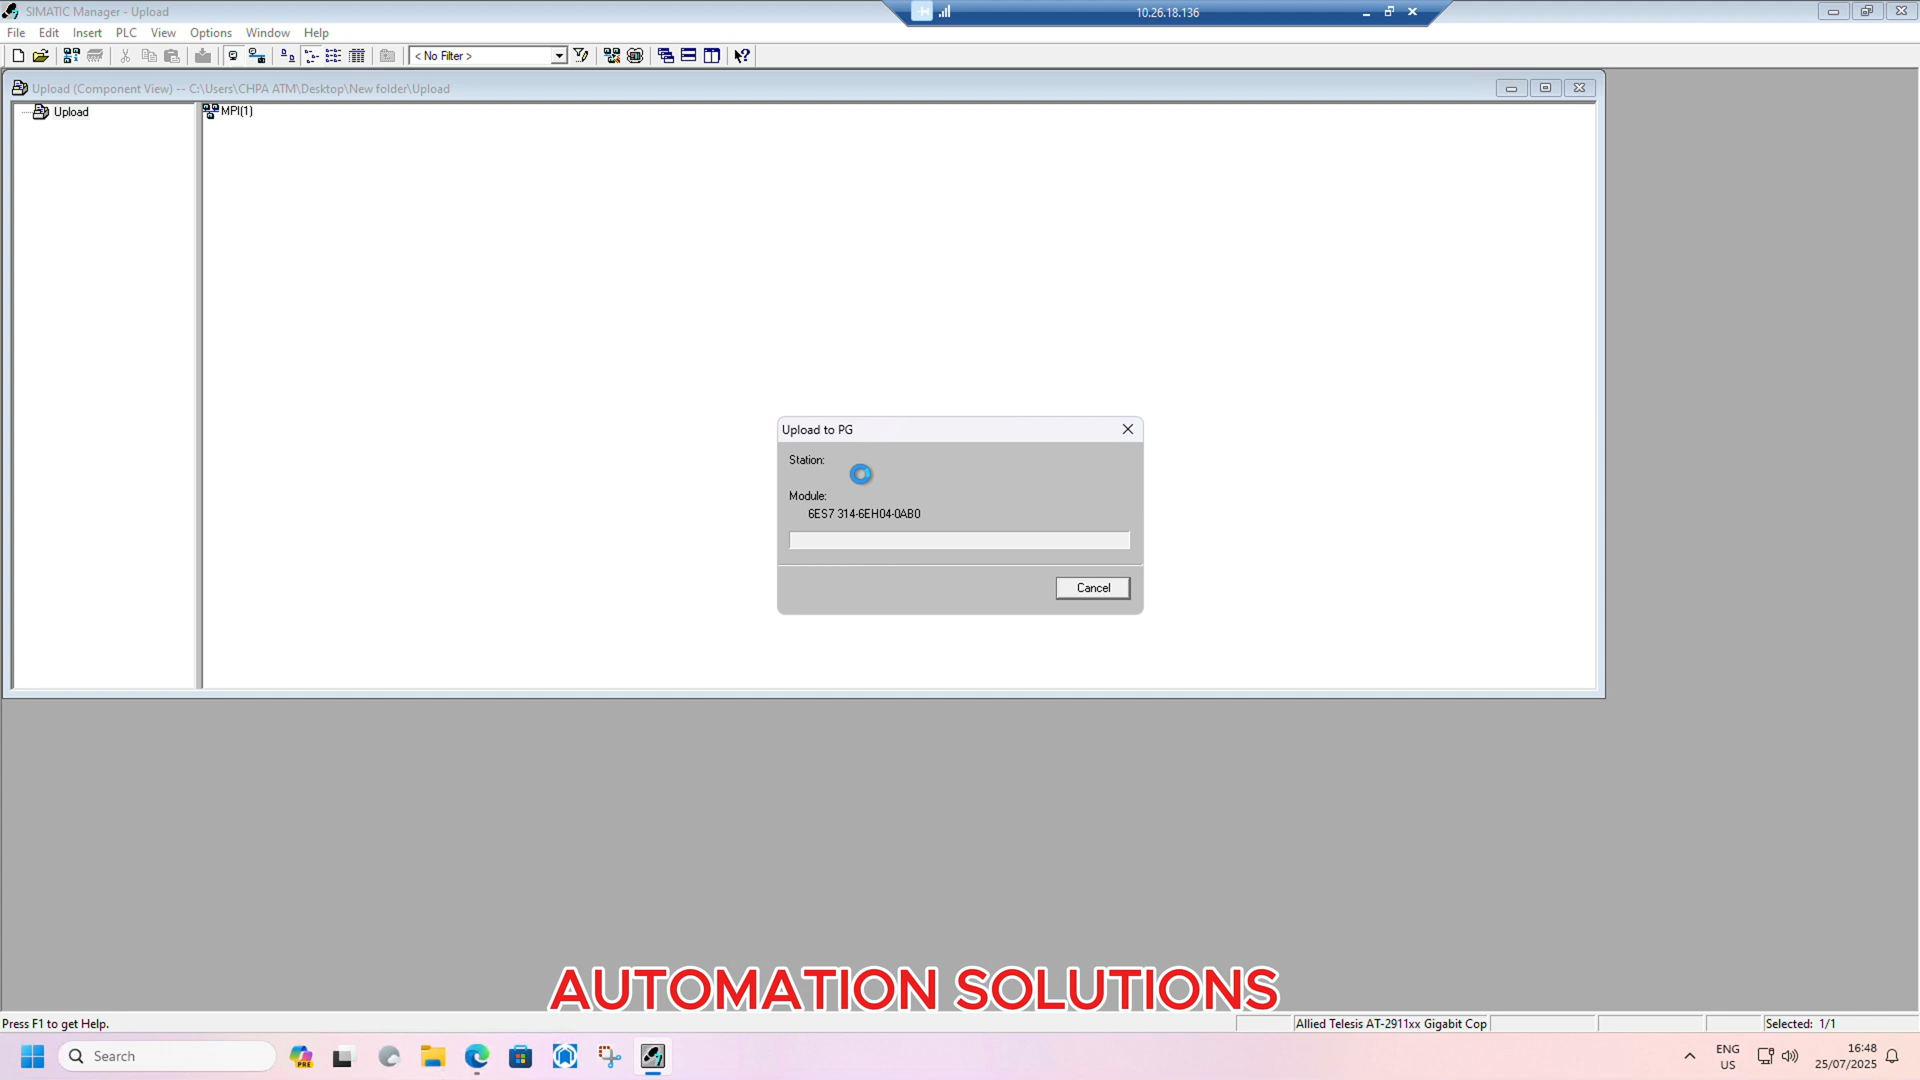 SIMATIC Manager - Upload
10.26.18.136
File Edit Insert PLC View Options Window Help
< No Filter >
Upload (Component View) -- C:\Users\CHPA ATM\Desktop\New folder\Upload
Upload
MPI(1)
Upload to PG
Station:
Module:
6ES7 314-6EH04-0AB0
Cancel
AUTOMATION SOLUTIONS
Press F1 to get Help.
Allied Telesis AT-2911xx Gigabit Cop
Selected: 1/1
Search
PRE
ENG
US
16:48
25/07/2025